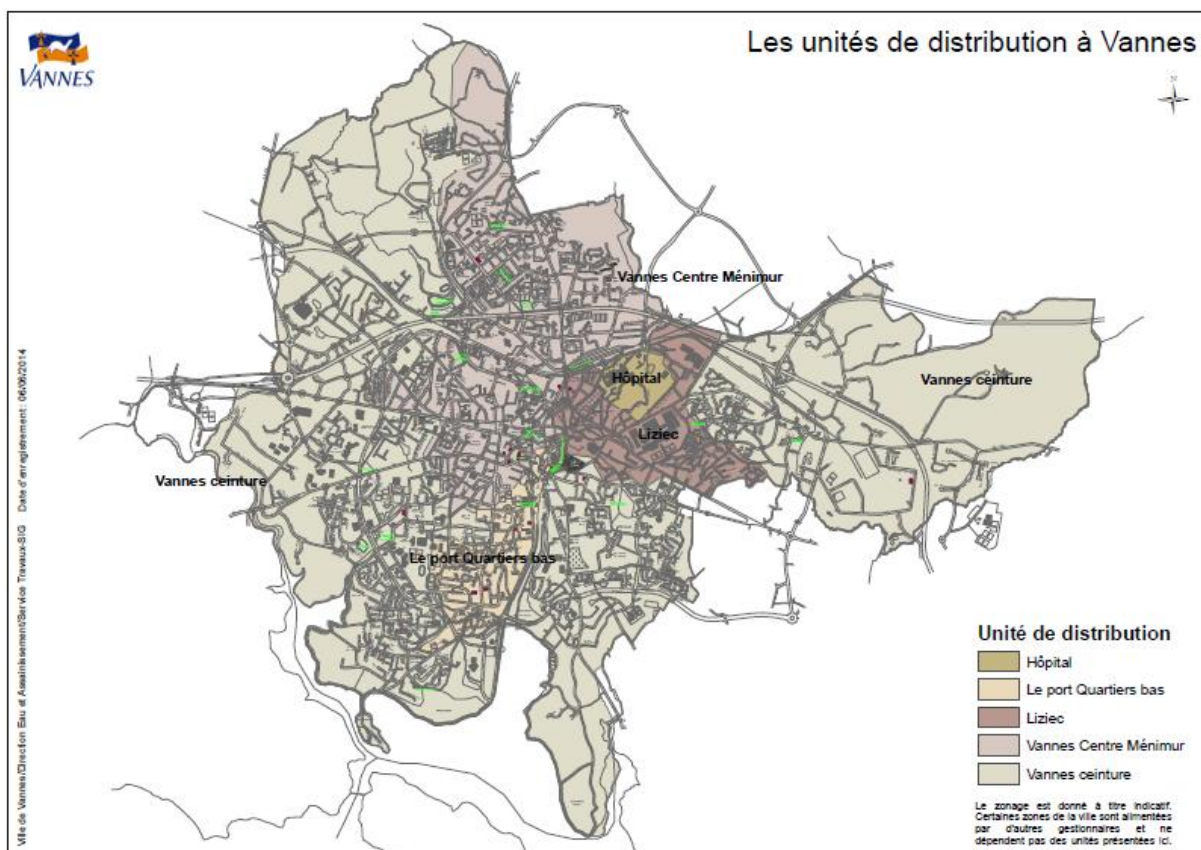 Les unités de distribution à Vannes
VANNES
Vannes Centre Ménimur
Hôpital
Vannes ceinture
Liziec
Vannes ceinture
Le port Quartiers bas
Unité de distribution
Hôpital
Le port Quartiers bas
Liziec
Vannes Centre Ménimur
Vannes ceinture
Le zonage est donné à titre indicatif.
Certaines zones de la ville sont alimentées
par d'autres gestionnaires et ne
dépendent pas des unités présentées ici.
Ville de Vannes/Direction Eau et Assainissement/Service Travaux-SIG Date d'enregistrement : 06/06/2014